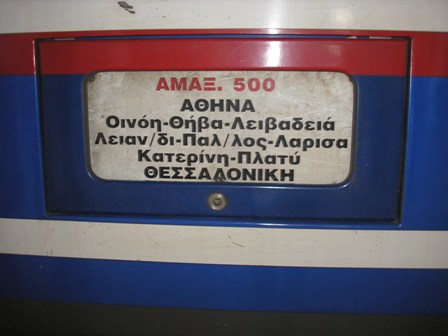 ΑΜΑΞ. 500
ΑΘΗΝΑ
Οινόη-Θήβα-Λειβαδειά
Λειαν/δι-Παλ/λος-Λαρισα
Κατερίνη-Πλατύ
ΘΕΣΣΑΛΟΝΙΚΗ